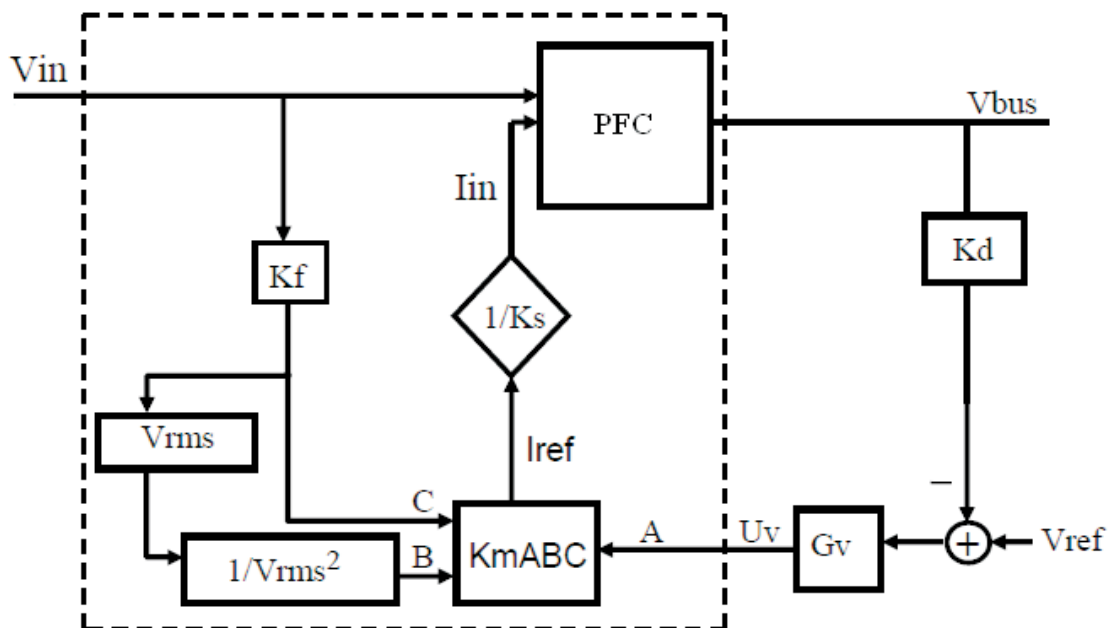 Vin
PFC
Vbus
Iin
Kf
Kd
1/Ks
Vrms
Iref
–
C
A
Uv
Gv
+
Vref
B
KmABC
1/Vrms²